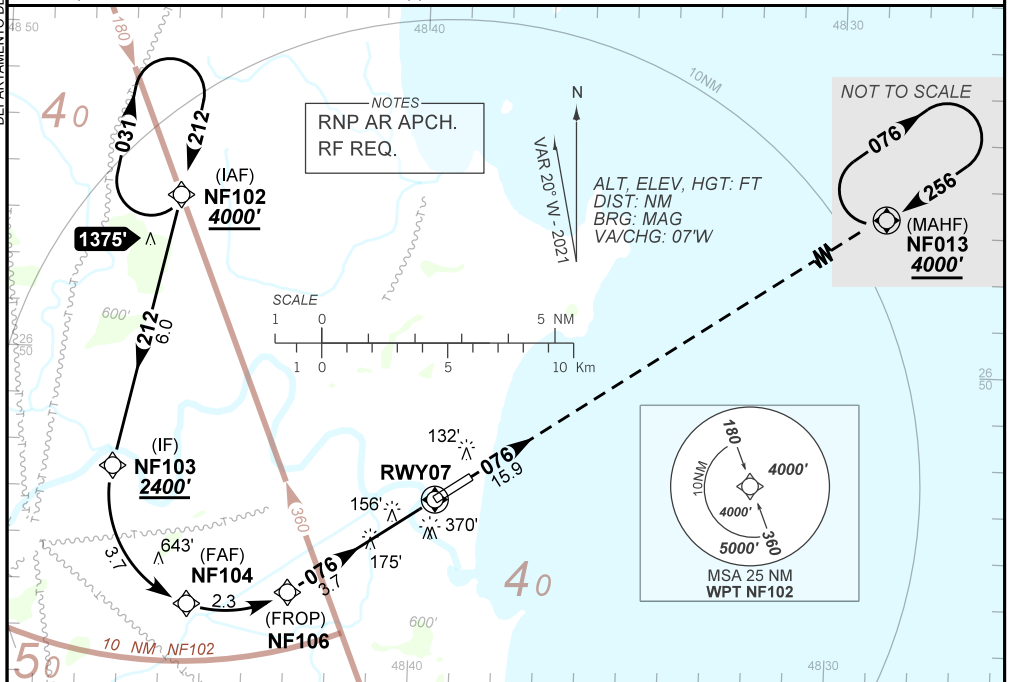 48 50
48 40
48 30
180
10NM
40
NOTES
RNP AR APCH.
RF REQ.
N
VAR 20° W - 2021
ALT, ELEV, HGT: FT
DIST: NM
BRG: MAG
VA/CHG: 07'W
NOT TO SCALE
076
256
(MAHF)
NF013
4000'
031
212
(IAF)
NF102
4000'
1375'
600'
212
6.0
SCALE
1 0 5 NM
1 0 5 10 Km
26
50
26
50
(IF)
NF103
2400'
132'
RWY07
076
15.9
156'
370'
175'
360
3.7
643'
(FAF)
NF104
2.3
076
3.7
(FROP)
NF106
40
180
10NM
4000'
4000'
360
5000'
MSA 25 NM
WPT NF102
600'
10 NM NF102
50
48 40
48 30